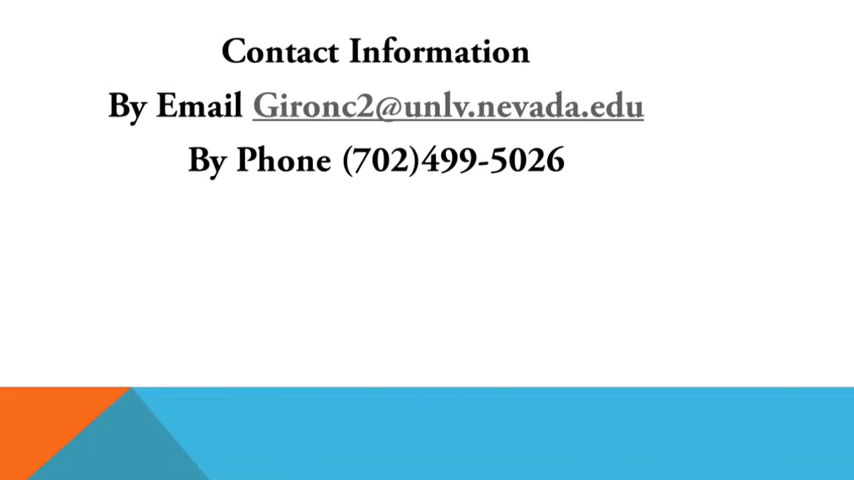 Contact Information
By Email Gironc2@unlv.nevada.edu
By Phone (702)499-5026